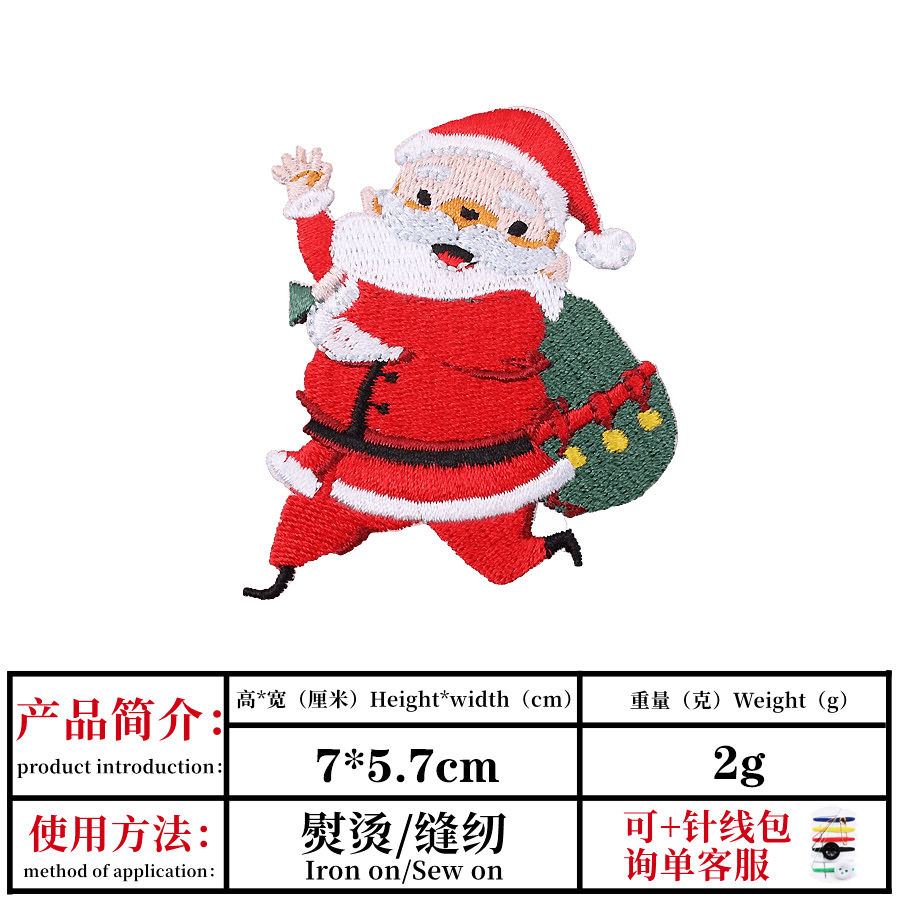 产品简介:
product introduction:
高*宽（厘米）Height*width（cm）
7*5.7cm
重量（克）Weight（g）
2g
使用方法:
method of application:
熨烫/缝纫
Iron on/Sew on
可+针线包
询单客服